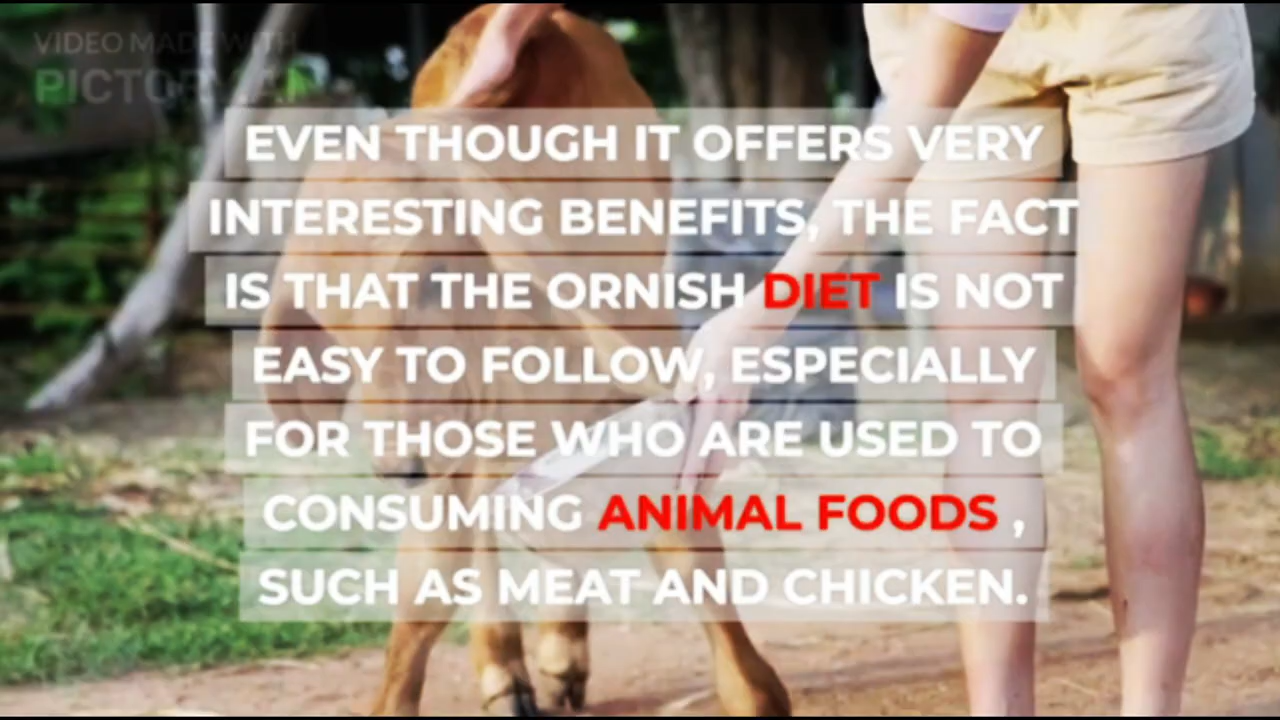 VIDEO MADE WITH
EVEN THOUGH IT OFFERS VERY
INTERESTING BENEFITS, THE FACT
IS THAT THE ORNISH DIET IS NOT
EASY TO FOLLOW, ESPECIALLY
FOR THOSE WHO ARE USED TO
CONSUMING ANIMAL FOODS ,
SUCH AS MEAT AND CHICKEN.